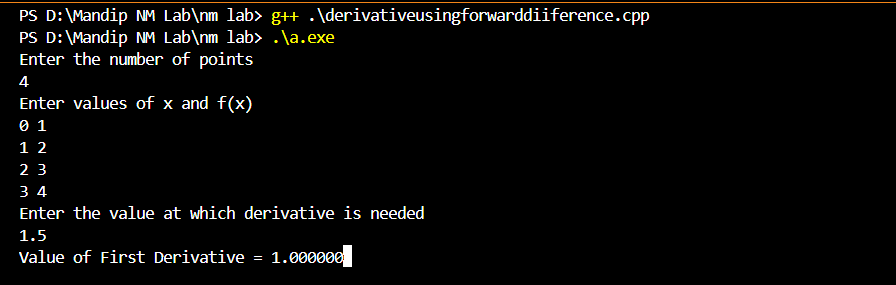 PS D:\Mandip NM Lab\nm lab> g++ .\derivativeusingforwarddiiference.cpp
PS D:\Mandip NM Lab\nm lab> .\a.exe
Enter the number of points
4
Enter values of x and f(x)
0 1
1 2
2 3
3 4
Enter the value at which derivative is needed
1.5
Value of First Derivative = 1.000000